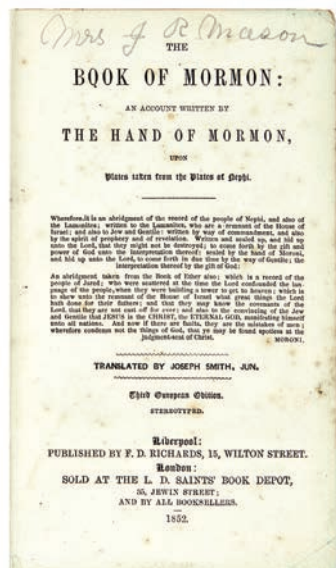 Mrs J R Mason
THE
BOOK OF MORMON:
AN ACCOUNT WRITTEN BY
THE HAND OF MORMON,
UPON
Plates taken from the Plates of Nephi.
Wherefore it is an abridgment of the record of the people of Nephi, and also of
the Lamanites; written to the Lamanites, who are a remnant of the House of
Israel; and also to Jew and Gentile: written by way of commandment, and also
by the spirit of prophecy and of revelation. Written and sealed up, and hid up
unto the Lord, that they might not be destroyed; to come forth by the gift and
power of God unto the interpretation thereof: sealed by the hand of Moroni,
and hid up unto the Lord, to come forth in due time by the way of Gentile; the
interpretation thereof by the gift of God:
An abridgment taken from the Book of Ether also: which is a record of the
people of Jared; who were scattered at the time the Lord confounded the lan-
guage of the people, when they were building a tower to get to heaven: which is
to shew unto the remnant of the House of Israel what great things the Lord
hath done for their fathers; and that they may know the covenants of the
Lord, that they are not cast off for ever; and also to the convincing of the Jew
and Gentile that JESUS is the CHRIST, the ETERNAL GOD, manifesting himself
unto all nations. And now if there are faults, they are the mistakes of men;
wherefore condemn not the things of God, that ye may be found spotless at the
judgment-seat of Christ.
MORONI.
TRANSLATED BY JOSEPH SMITH, JUN.
Third European Edition.
STEREOTYPED.
Liverpool:
PUBLISHED BY F. D. RICHARDS, 15, WILTON STREET.
London:
SOLD AT THE L. D. SAINTS' BOOK DEPOT,
35, JEWIN STREET;
AND BY ALL BOOKSELLERS.
1852.